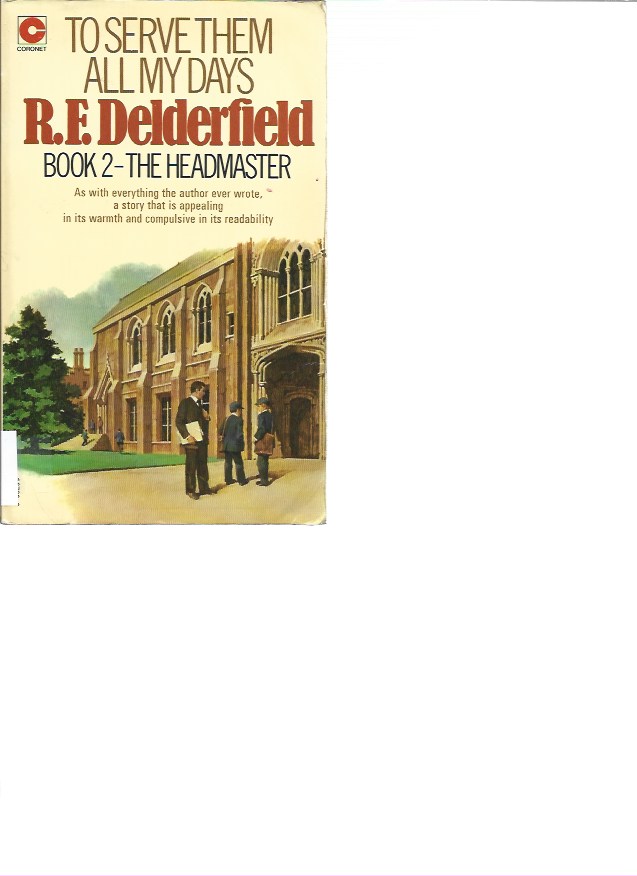 CORONET
TO SERVE THEM
ALL MY DAYS
R.F. Delderfield
BOOK 2-THE HEADMASTER
As with everything the author ever wrote,
a story that is appealing
in its warmth and compulsive in its readability